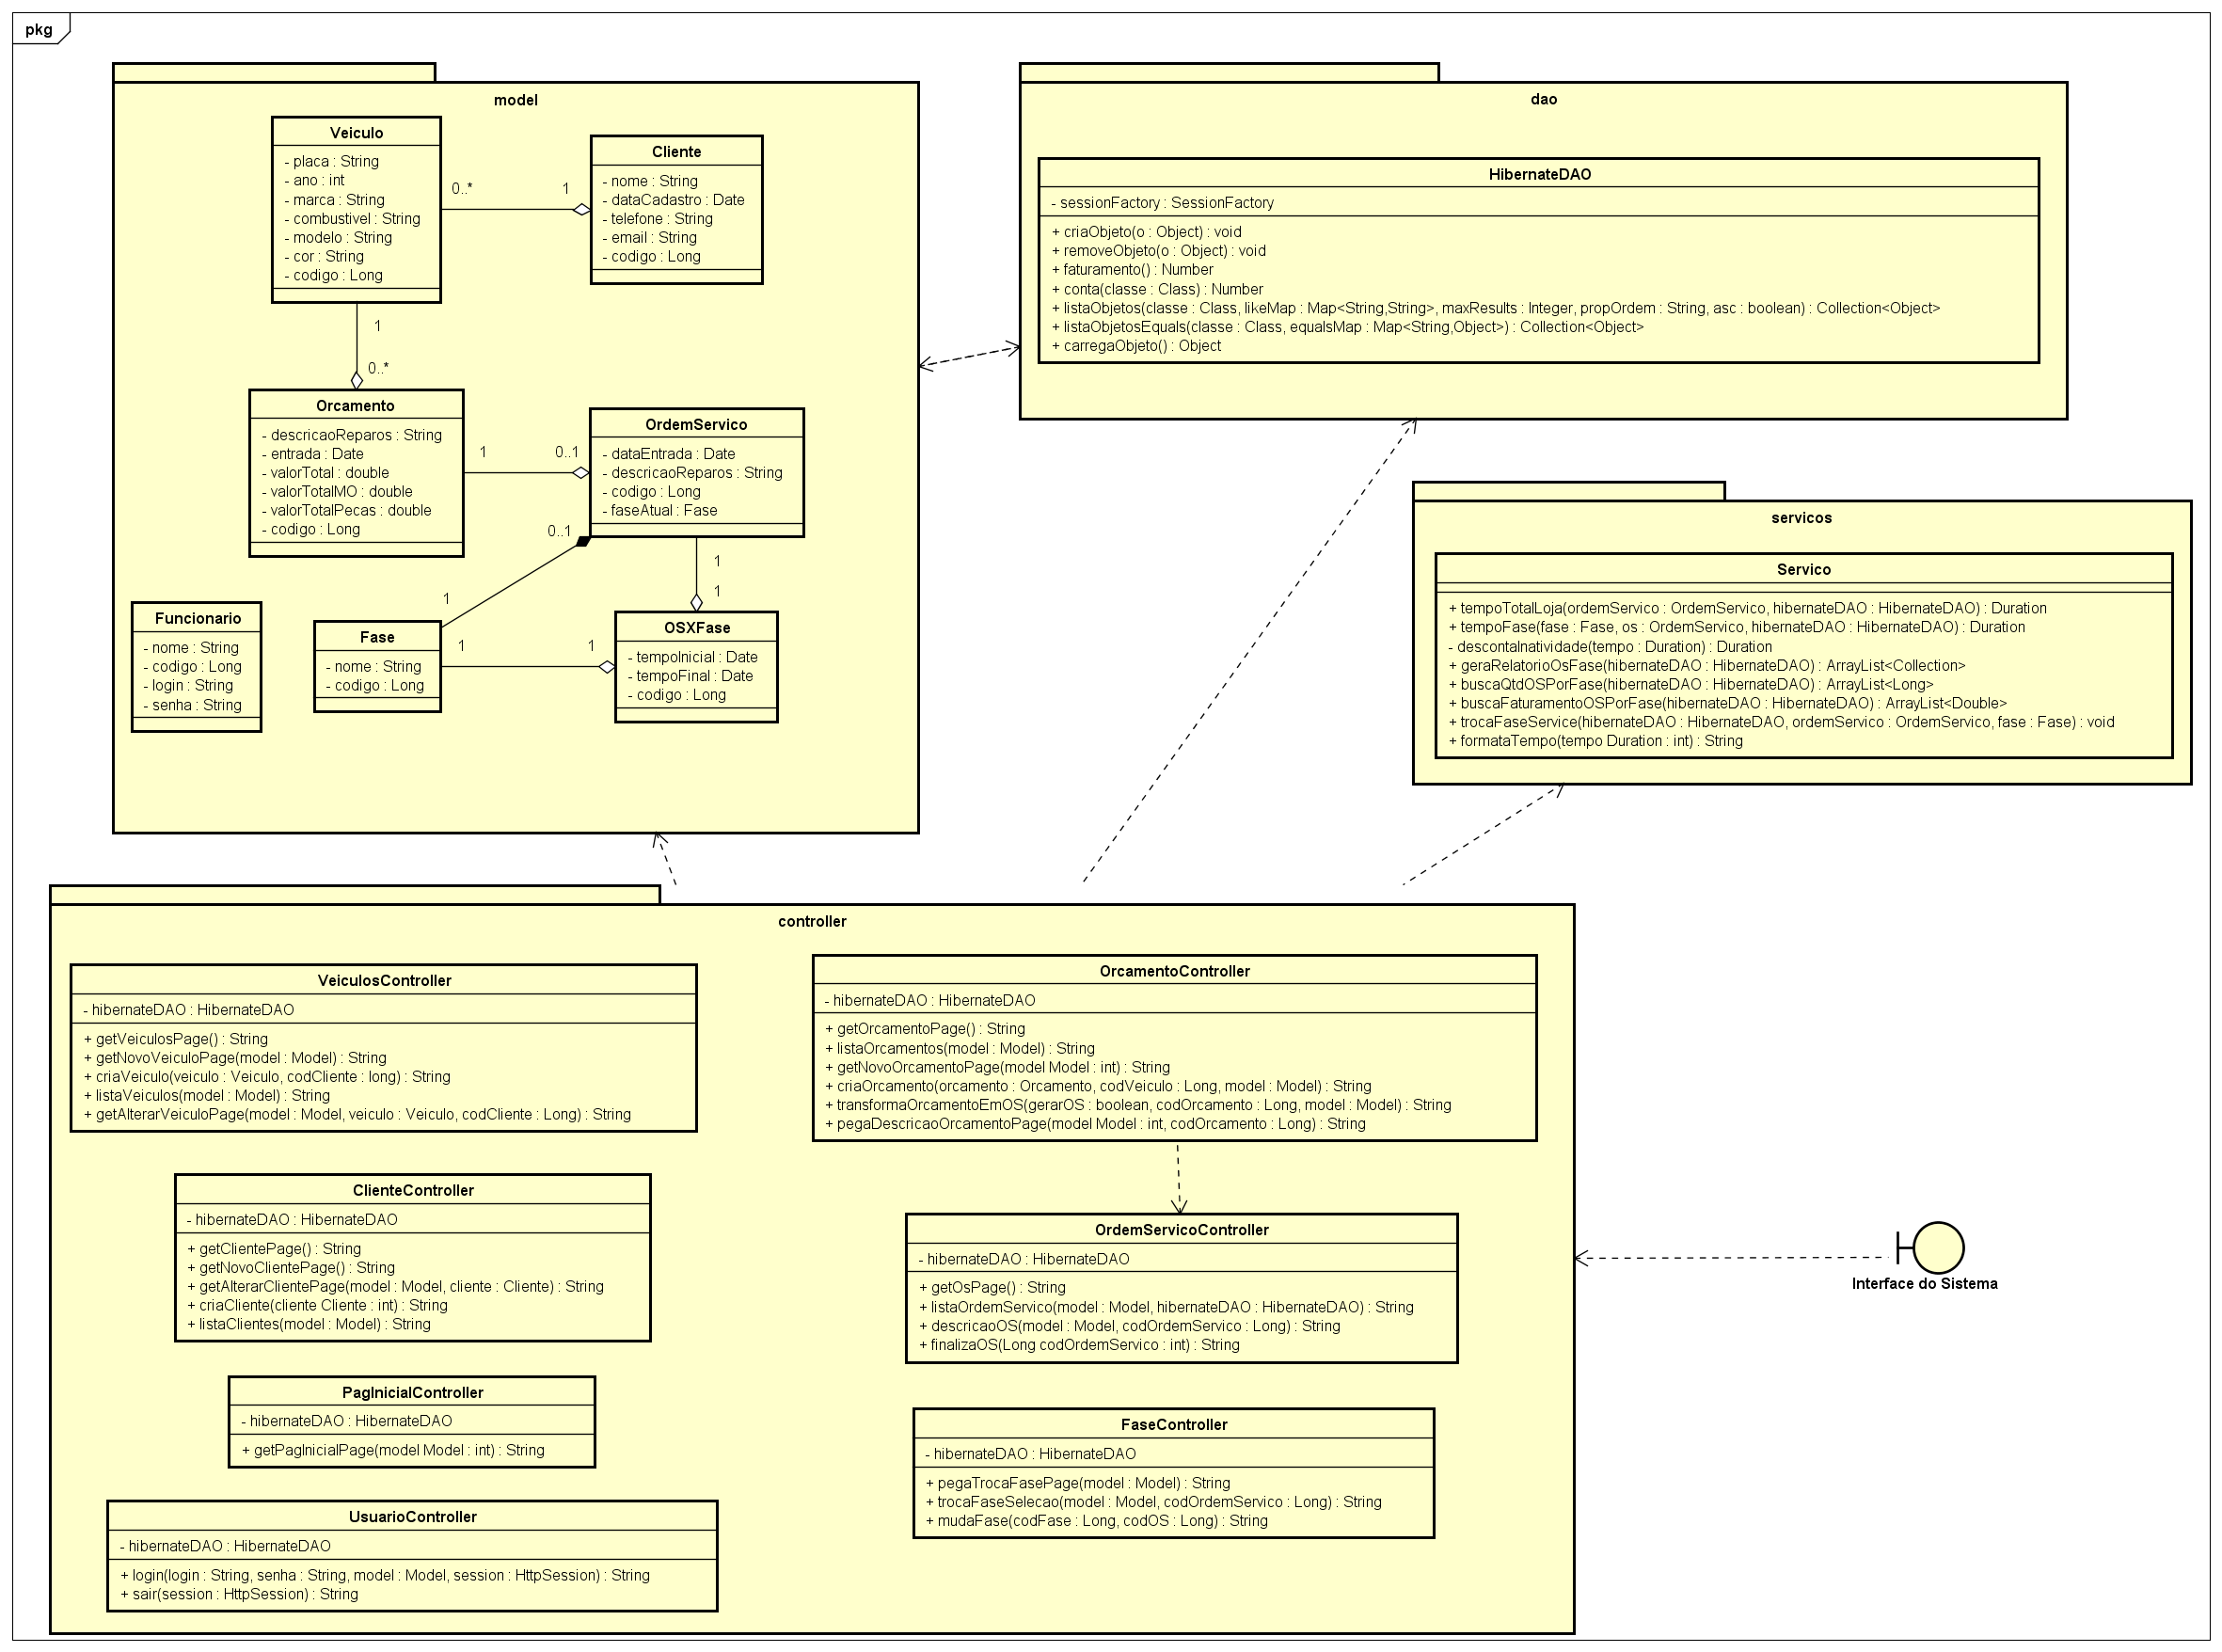 pkg
model
Veiculo
- placa : String
- ano : int
- marca : String
- combustivel : String
- modelo : String
- cor : String
- codigo : Long
0..*
1
Cliente
- nome : String
- dataCadastro : Date
- telefone : String
- email : String
- codigo : Long
1
0..*
Orcamento
- descricaoReparos : String
- entrada : Date
- valorTotal : double
- valorTotalMO : double
- valorTotalPecas : double
- codigo : Long
1
0..1
OrdemServico
- dataEntrada : Date
- descricaoReparos : String
- codigo : Long
- faseAtual : Fase
0..1
1
1
1
Funcionario
- nome : String
- codigo : Long
- login : String
- senha : String
Fase
- nome : String
- codigo : Long
1
1
OSXFase
- tempoInicial : Date
- tempoFinal : Date
- codigo : Long
dao
HibernateDAO
- sessionFactory : SessionFactory
+ criaObjeto(o : Object) : void
+ removeObjeto(o : Object) : void
+ faturamento() : Number
+ conta(classe : Class) : Number
+ listaObjetos(classe : Class, likeMap : Map<String,String>, maxResults : Integer, propOrdem : String, asc : boolean) : Collection<Object>
+ listaObjetosEquals(classe : Class, equalsMap : Map<String,Object>) : Collection<Object>
+ carregaObjeto() : Object
servicos
Servico
+ tempoTotalLoja(ordemServico : OrdemServico, hibernateDAO : HibernateDAO) : Duration
+ tempoFase(fase : Fase, os : OrdemServico, hibernateDAO : HibernateDAO) : Duration
- descontaInatividade(tempo : Duration) : Duration
+ geraRelatorioOsFase(hibernateDAO : HibernateDAO) : ArrayList<Collection>
+ buscaQtdOSPorFase(hibernateDAO : HibernateDAO) : ArrayList<Long>
+ buscaFaturamentoOSPorFase(hibernateDAO : HibernateDAO) : ArrayList<Double>
+ trocaFaseService(hibernateDAO : HibernateDAO, ordemServico : OrdemServico, fase : Fase) : void
+ formataTempo(tempo Duration : int) : String
controller
VeiculosController
- hibernateDAO : HibernateDAO
+ getVeiculosPage() : String
+ getNovoVeiculoPage(model : Model) : String
+ criaVeiculo(veiculo : Veiculo, codCliente : long) : String
+ listaVeiculos(model : Model) : String
+ getAlterarVeiculoPage(model : Model, veiculo : Veiculo, codCliente : Long) : String
OrcamentoController
- hibernateDAO : HibernateDAO
+ getOrcamentoPage() : String
+ listaOrcamentos(model : Model) : String
+ getNovoOrcamentoPage(model Model : int) : String
+ criaOrcamento(orcamento : Orcamento, codVeiculo : Long, model : Model) : String
+ transformaOrcamentoEmOS(gerarOS : boolean, codOrcamento : Long, model : Model) : String
+ pegaDescricaoOrcamentoPage(model Model : int, codOrcamento : Long) : String
ClienteController
- hibernateDAO : HibernateDAO
+ getClientePage() : String
+ getNovoClientePage() : String
+ getAlterarClientePage(model : Model, cliente : Cliente) : String
+ criaCliente(cliente Cliente : int) : String
+ listaClientes(model : Model) : String
OrdemServicoController
- hibernateDAO : HibernateDAO
+ getOsPage() : String
+ listaOrdemServico(model : Model, hibernateDAO : HibernateDAO) : String
+ descricaoOS(model : Model, codOrdemServico : Long) : String
+ finalizaOS(Long codOrdemServico : int) : String
Interface do Sistema
PagInicialController
- hibernateDAO : HibernateDAO
+ getPagInicialPage(model Model : int) : String
FaseController
- hibernateDAO : HibernateDAO
+ pegaTrocaFasePage(model : Model) : String
+ trocaFaseSelecao(model : Model, codOrdemServico : Long) : String
+ mudaFase(codFase : Long, codOS : Long) : String
UsuarioController
- hibernateDAO : HibernateDAO
+ login(login : String, senha : String, model : Model, session : HttpSession) : String
+ sair(session : HttpSession) : String